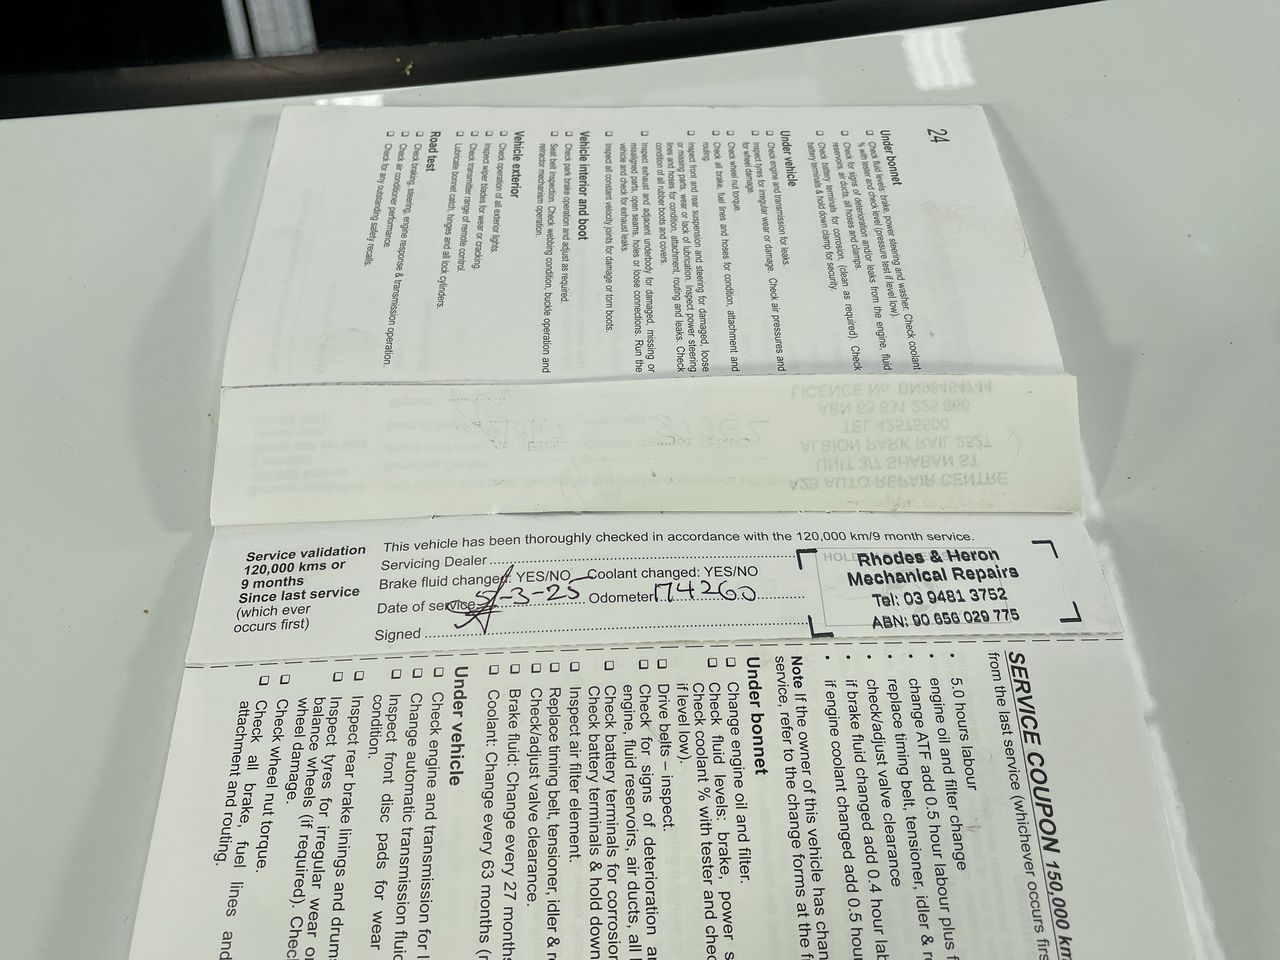 24
Under bonnet
❏ Check fluid levels: brake, power steering and washer. Check coolant
% with tester and check level (pressure test if level low).
❏ Check for signs of deterioration and/or leaks from the engine, fluid
reservoirs, air ducts, all hoses and clamps.
❏ Check battery terminals for corrosion, (clean as required). Check
battery terminals & hold down clamp for security.
Under vehicle
❏ Check engine and transmission for leaks.
❏ Inspect tyres for irregular wear or damage. Check air pressures and
for wheel damage.
❏ Check wheel nut torque.
❏ Check all brake, fuel lines and hoses for condition, attachment and
routing.
❏ Inspect front and rear suspension and steering for damaged, loose
or missing parts, wear or lack of lubrication. Inspect power steering
lines and hoses for condition, attachment, routing and leaks. Check
condition of all rubber boots and covers.
❏ Inspect exhaust and adjacent underbody for damaged, missing or
misaligned parts, open seams, holes or loose connections. Run the
vehicle and check for exhaust leaks.
❏ Inspect all constant velocity joints for damage or torn boots.
Vehicle interior and boot
❏ Check park brake operation and adjust as required.
❏ Seat belt inspection. Check webbing condition, buckle operation and
retractor mechanism operation.
Vehicle exterior
❏ Check operation of all exterior lights.
❏ Inspect wiper blades for wear or cracking.
❏ Check transmitter range of remote control.
❏ Lubricate bonnet catch, hinges and all lock cylinders.
Road test
❏ Check braking, steering, engine response & transmission operation.
❏ Check air conditioner performance.
❏ Check for any outstanding safety recalls.
A2B AUTO REPAIR CENTRE
UNIT 3/7 SHABAN ST
ALBION PARK RAIL 2527
ABN 63 631 229 966
Service validation
120,000 kms or
9 months
Since last service
(which ever
occurs first)
This vehicle has been thoroughly checked in accordance with the 120,000 km/9 month service.
Servicing Dealer
Brake fluid changed: YES/NO Coolant changed: YES/NO
Date of service 5-3-25 Odometer 174260
Signed
Rhodes & Heron
Mechanical Repairs
Tel: 03 9481 3752
ABN: 90 656 029 775
SERVICE COUPON 150,000 km
from the last service (whichever occurs firs
• 5.0 hours labour
• engine oil and filter change
• change ATF add 0.5 hour labour plus f
• replace timing belt, tensioner, idler & r
• check/adjust valve clearance
• if brake fluid changed add 0.4 hour lab
• if engine coolant changed add 0.5 hour
Note If the owner of this vehicle has chan
service, refer to the change forms at the f
Under bonnet
❏ Change engine oil and filter.
❏ Check fluid levels: brake, power s
Check coolant % with tester and chec
if level low).
❏ Drive belts – inspect.
❏ Check for signs of deterioration a
engine, fluid reservoirs, air ducts, all
❏ Check battery terminals for corrosion
Check battery terminals & hold down
❏ Inspect air filter element.
❏ Replace timing belt, tensioner, idler & r
❏ Check/adjust valve clearance.
❏ Brake fluid: Change every 27 months
❏ Coolant: Change every 63 months (r
Under vehicle
❏ Check engine and transmission for l
❏ Change automatic transmission fluid
❏ Inspect front disc pads for wear
condition.
❏ Inspect rear brake linings and drum
❏ Inspect tyres for irregular wear o
balance wheels (if required). Chec
wheel damage.
❏ Check wheel nut torque.
❏ Check all brake, fuel lines and
attachment and routing.